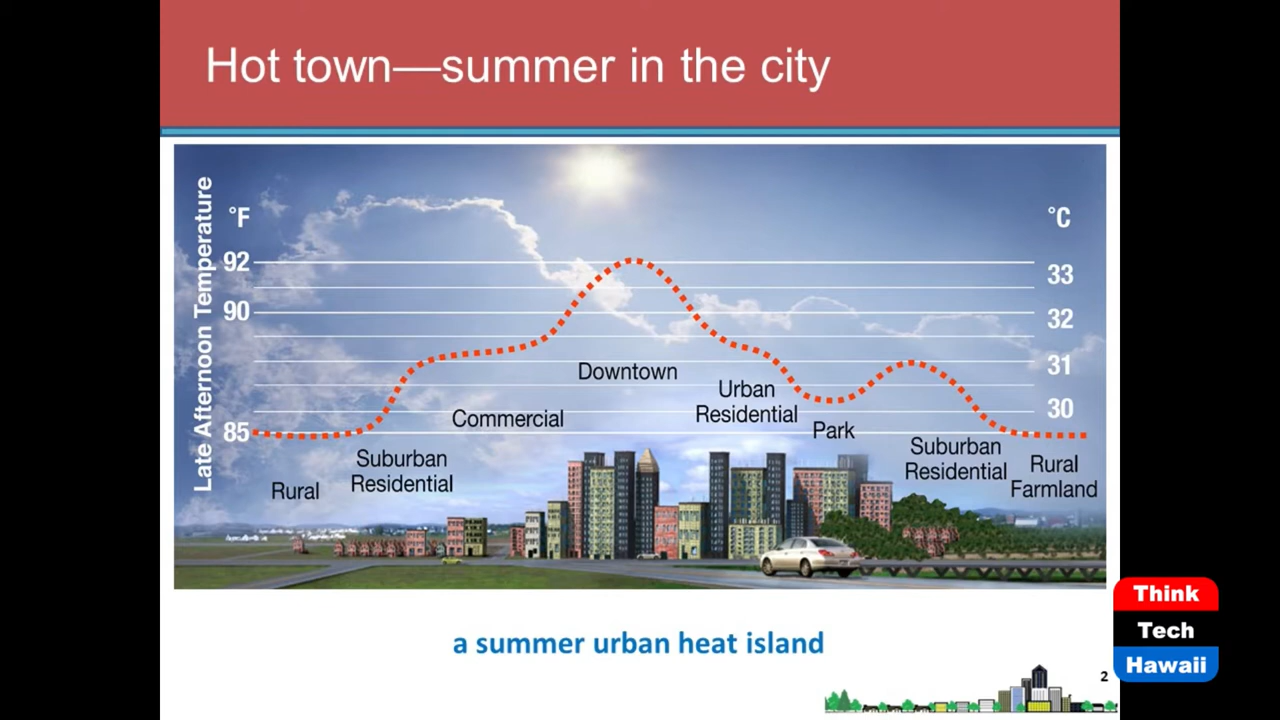 Hot town—summer in the city
Late Afternoon Temperature
°F
92
90
85
°C
33
32
31
30
Rural
Suburban
Residential
Commercial
Downtown
Urban
Residential
Park
Suburban
Residential
Rural
Farmland
a summer urban heat island
2
Think
Tech
Hawaii